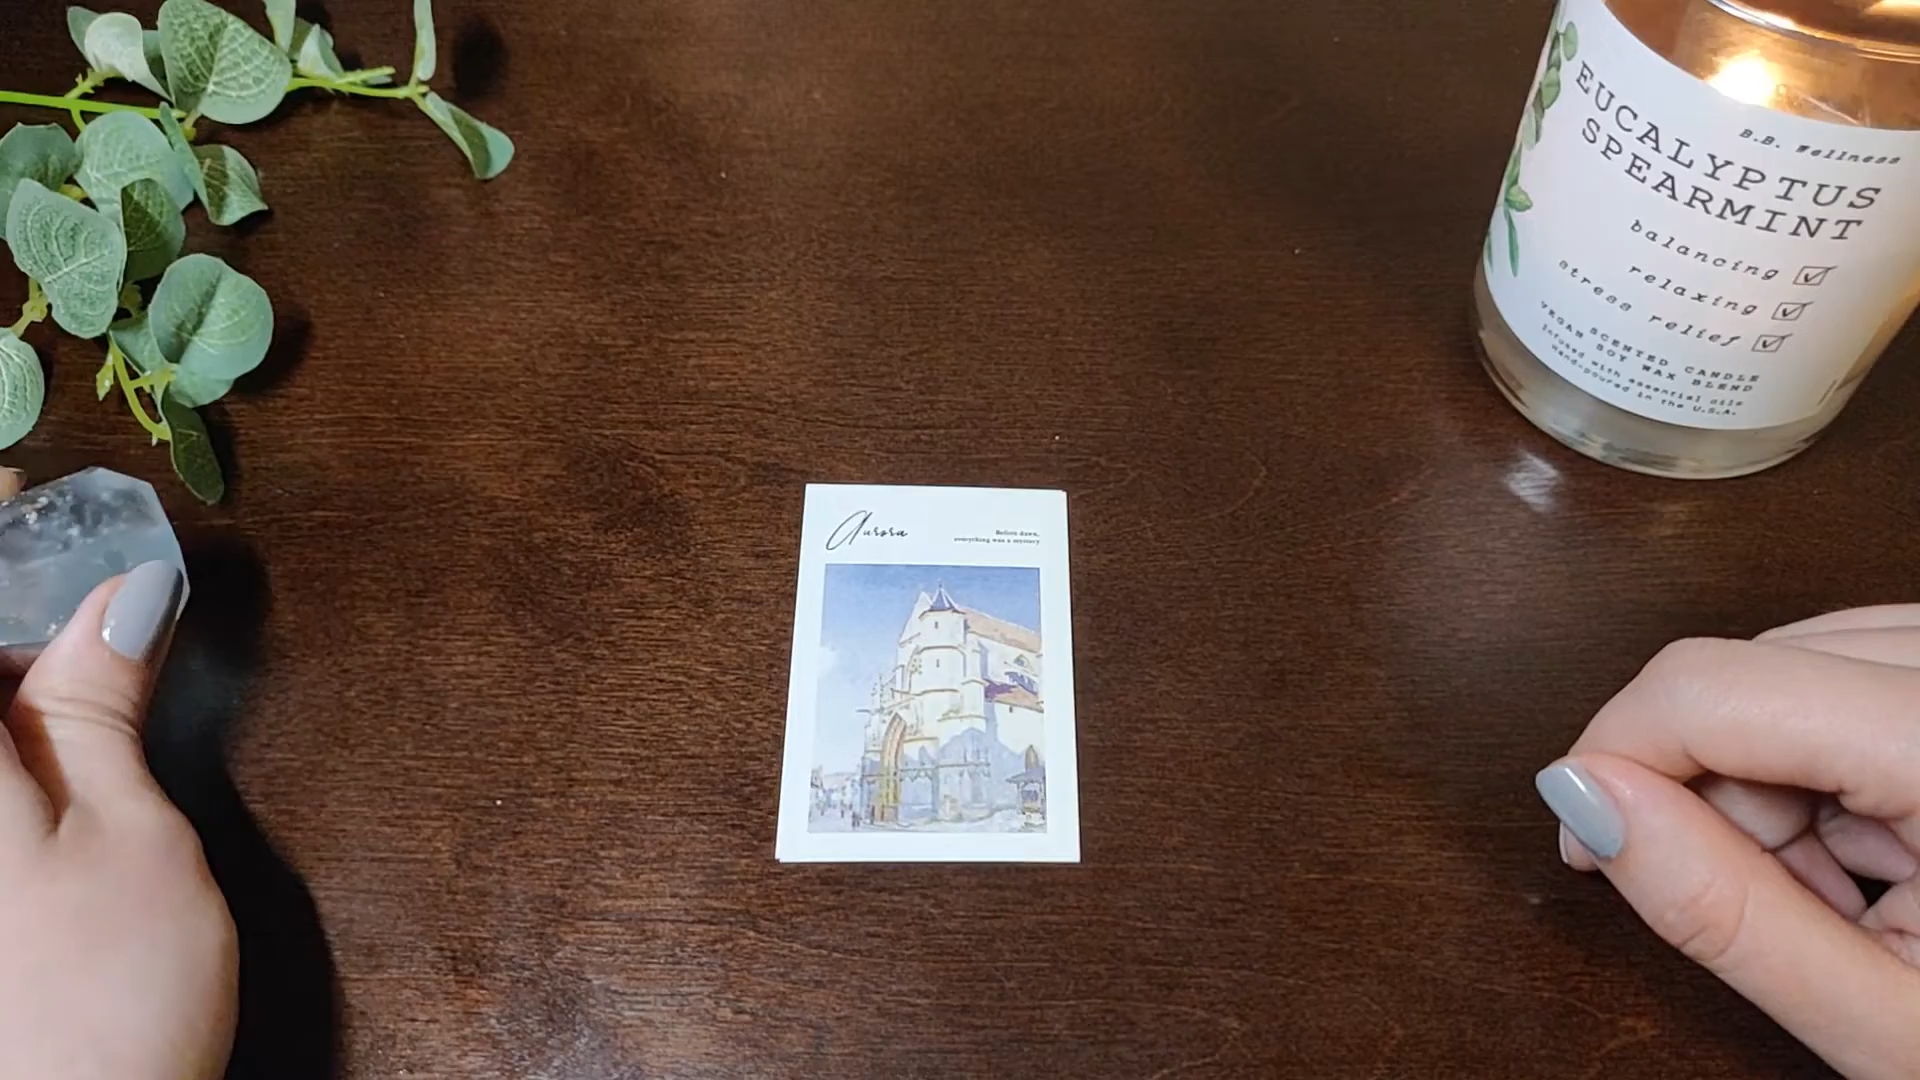 Aurora
Before dawn,
everything was a mystery
B.B. Wellness
EUCALYPTUS
SPEARMINT
balancing
relaxing
stress relief
VEGAN SCENTED CANDLE
SOY WAX BLEND
infused with essential oils
hand-poured in the U.S.A.